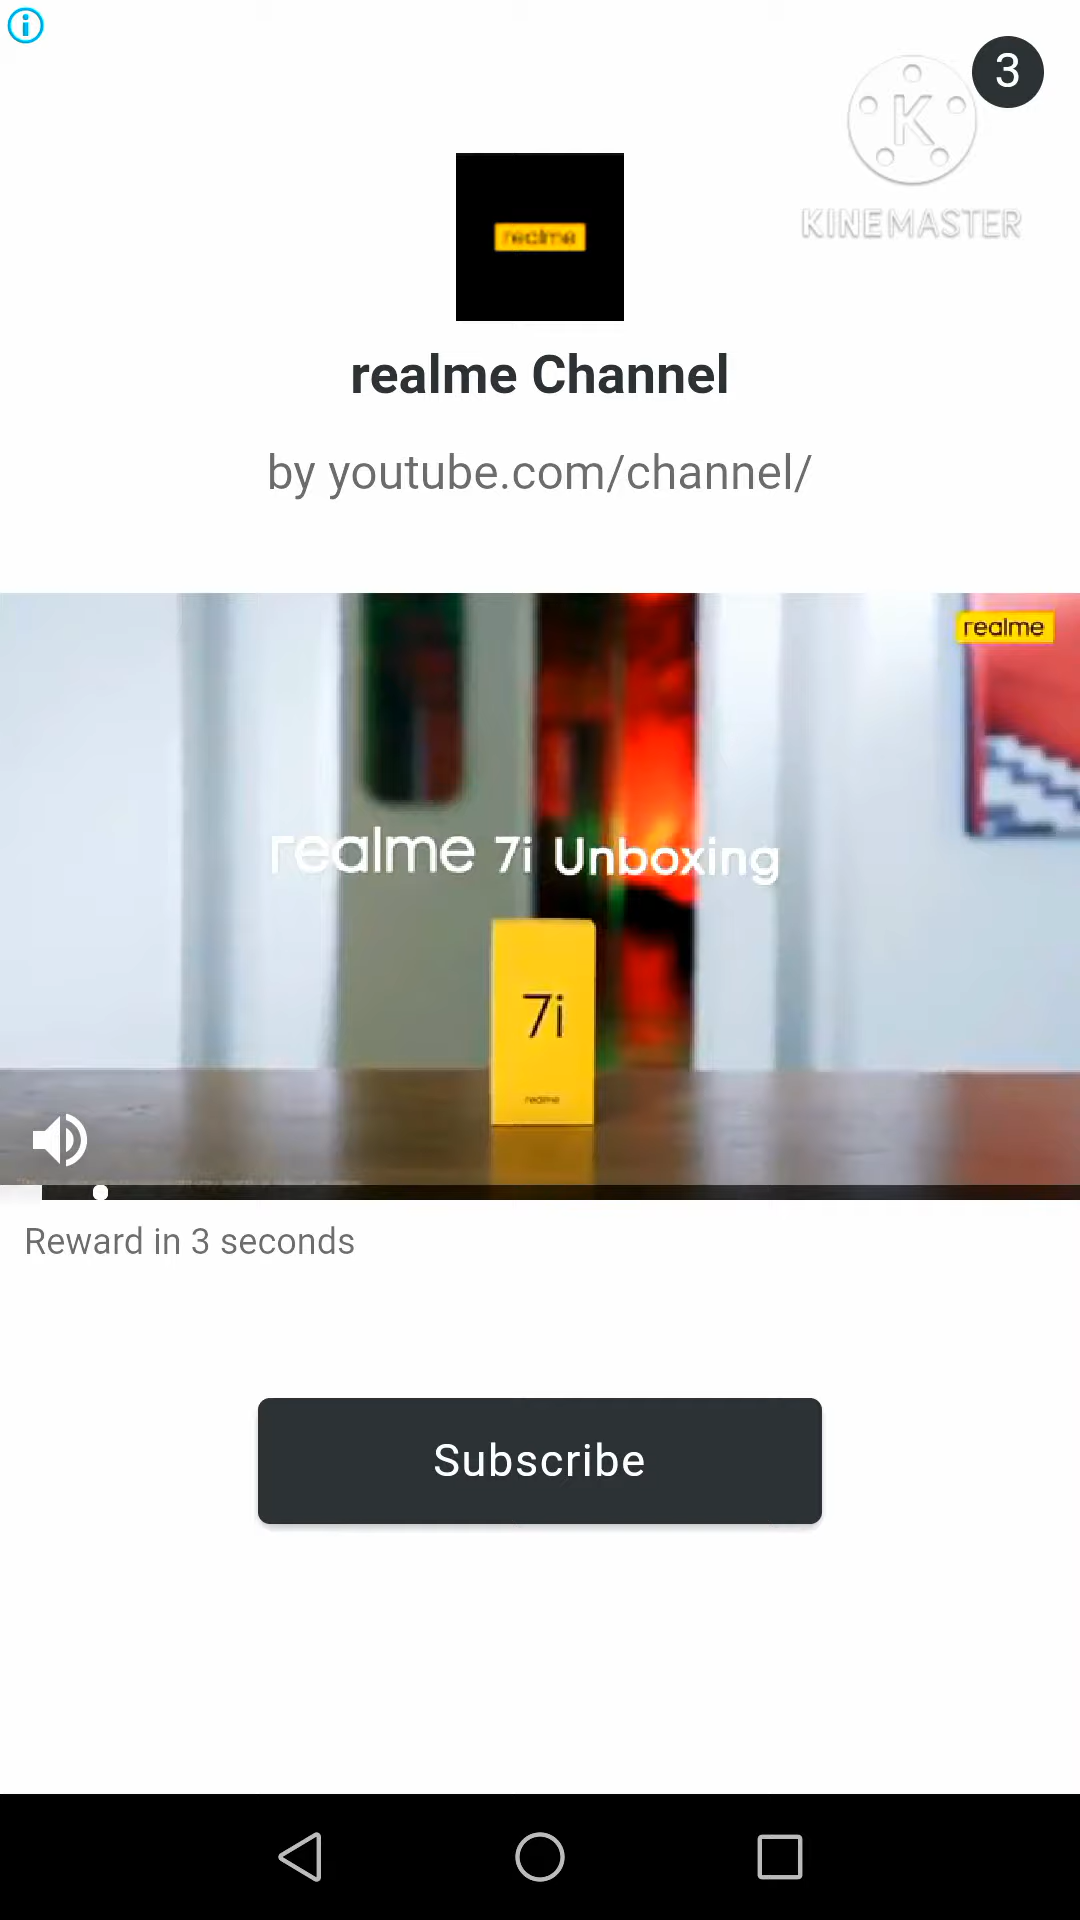 3
K
KINEMASTER
realme
realme Channel
by youtube.com/channel/
realme
realme 7i Unboxing
7i
realme
Reward in 3 seconds
Subscribe